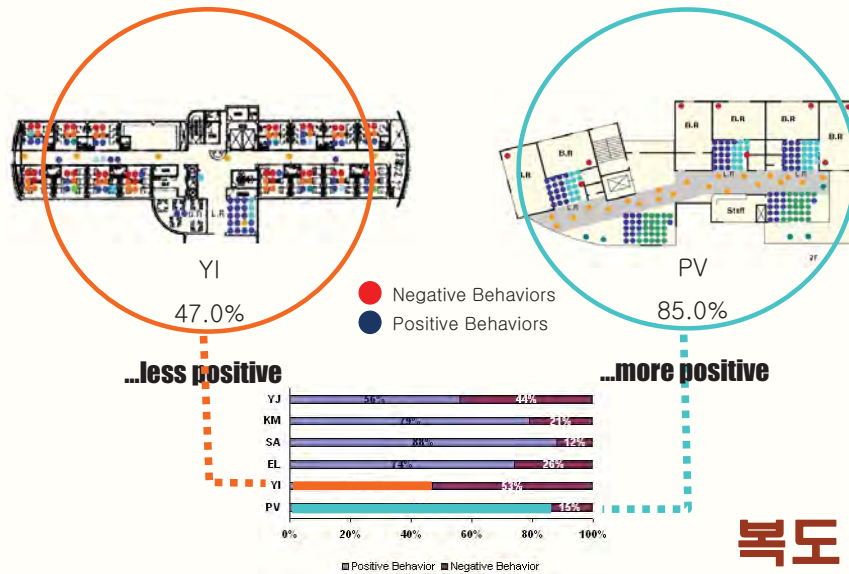 B.R
B.R
B.R
B.R
B.R
L.R
L.R
L.R
L.R
Staff
2F
YI
PV
47.0%
Negative Behaviors
Positive Behaviors
85.0%
...less positive
...more positive
YJ 56% 44%
KM 79% 21%
SA 88% 12%
EL 74% 26%
YI 53%
PV 15%
0% 20% 40% 60% 80% 100%
Positive Behavior Negative Behavior
복도